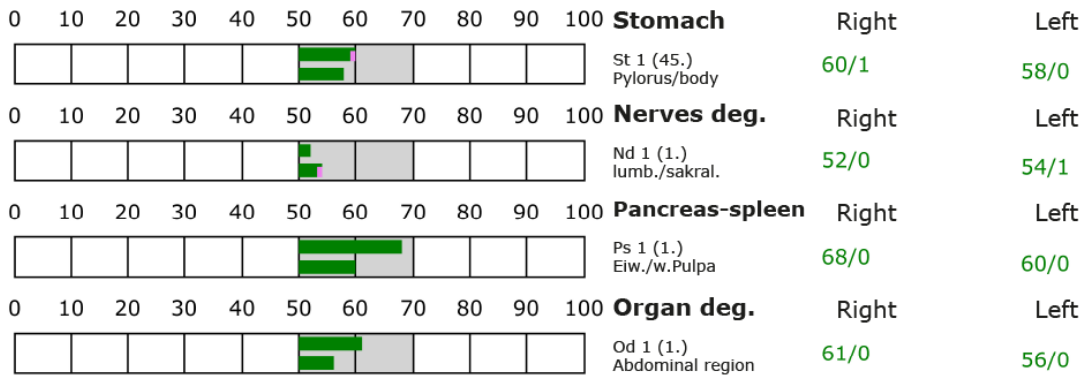 0 10 20 30 40 50 60 70 80 90 100 Stomach Right Left
St 1 (45.) 60/1 58/0
Pylorus/body
0 10 20 30 40 50 60 70 80 90 100 Nerves deg. Right Left
Nd 1 (1.) 52/0 54/1
lumb./sakral.
0 10 20 30 40 50 60 70 80 90 100 Pancreas-spleen Right Left
Ps 1 (1.) 68/0 60/0
Eiw./w.Pulpa
0 10 20 30 40 50 60 70 80 90 100 Organ deg. Right Left
Od 1 (1.) 61/0 56/0
Abdominal region